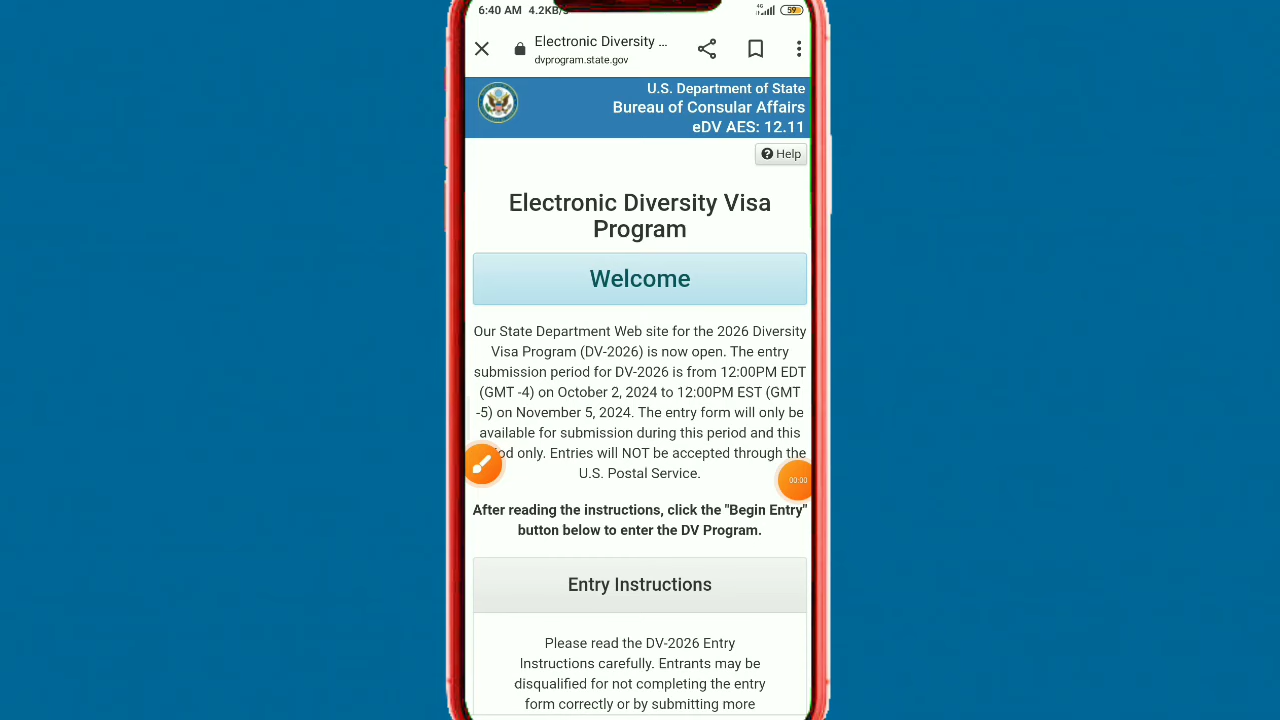 6:40 AM 4.2KB/s 4G 59
Electronic Diversity ...
dvprogram.state.gov
U.S. Department of State
Bureau of Consular Affairs
eDV AES: 12.11
Help
Electronic Diversity Visa
Program
Welcome
Our State Department Web site for the 2026 Diversity
Visa Program (DV-2026) is now open. The entry
submission period for DV-2026 is from 12:00PM EDT
(GMT -4) on October 2, 2024 to 12:00PM EST (GMT
-5) on November 5, 2024. The entry form will only be
available for submission during this period and this
od only. Entries will NOT be accepted through the
U.S. Postal Service.
00:00
After reading the instructions, click the "Begin Entry"
button below to enter the DV Program.
Entry Instructions
Please read the DV-2026 Entry
Instructions carefully. Entrants may be
disqualified for not completing the entry
form correctly or by submitting more